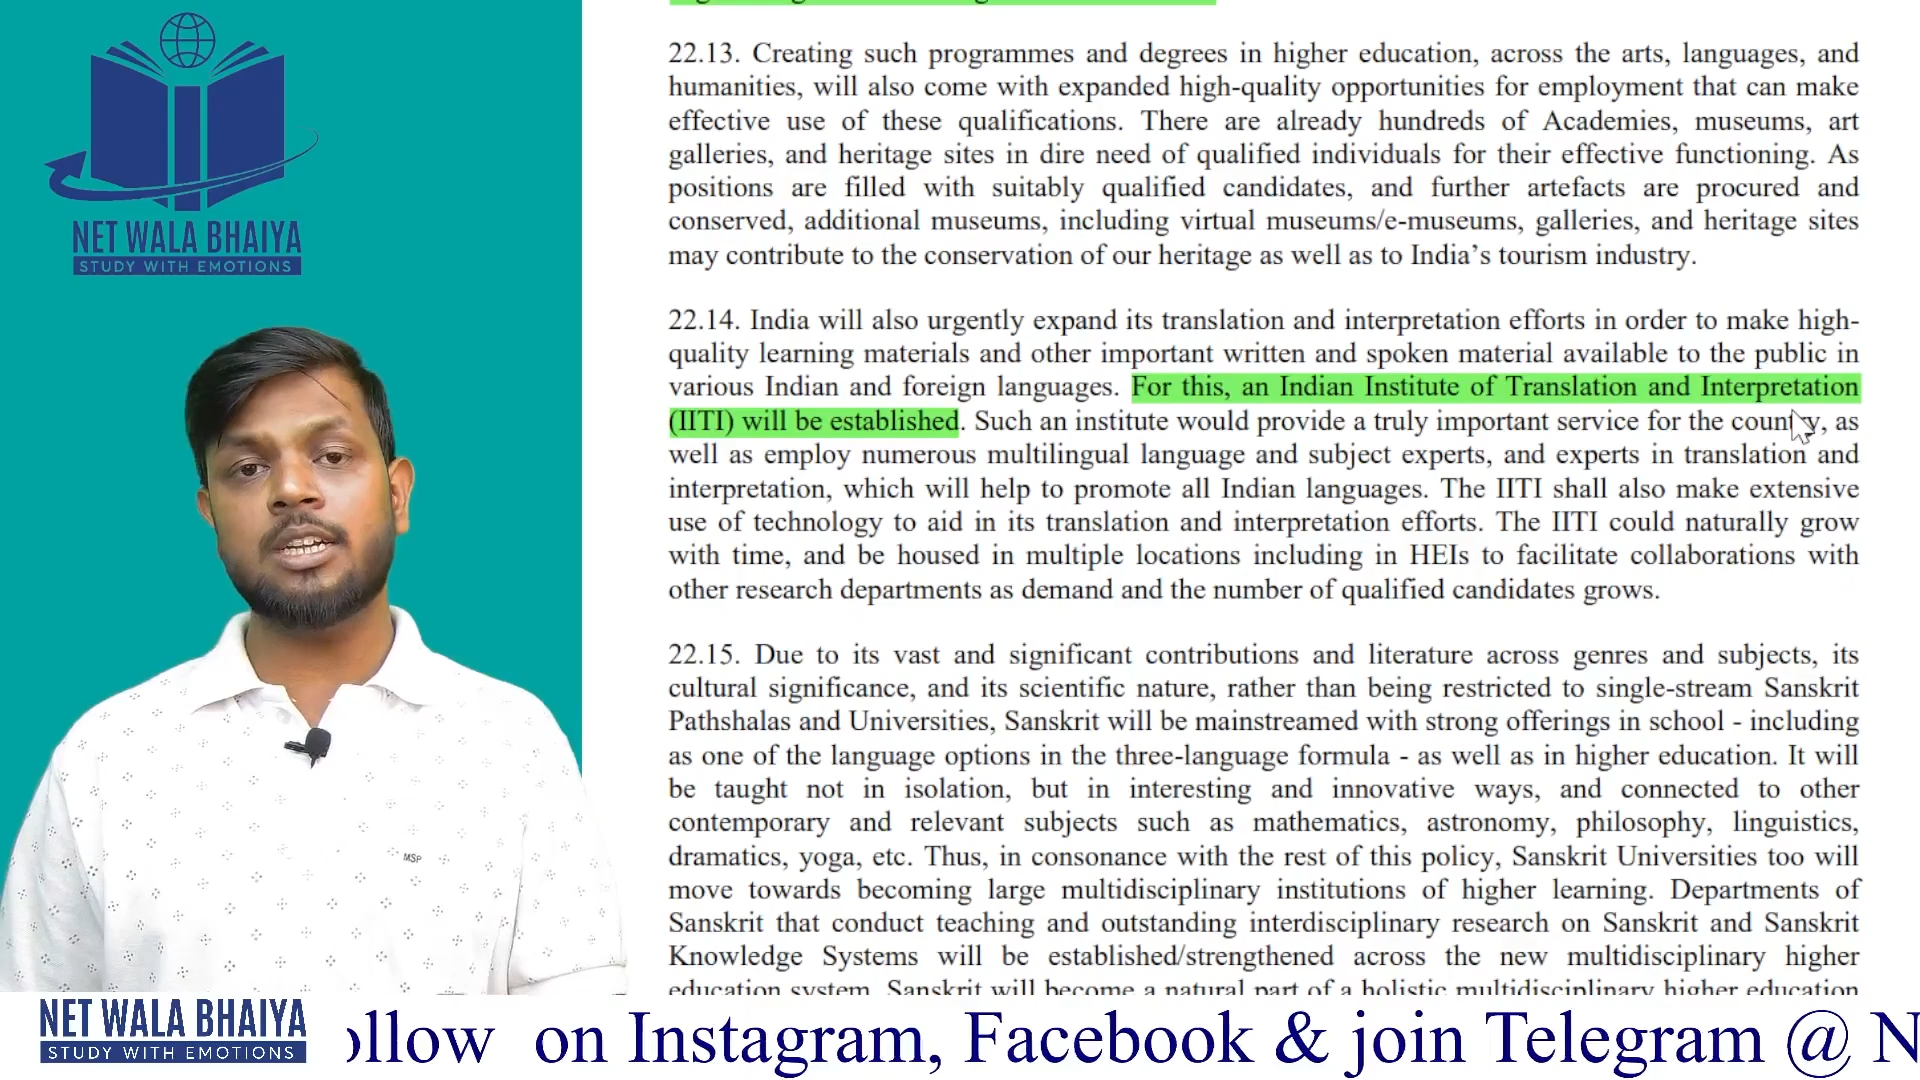 NET WALA BHAIYA
STUDY WITH EMOTIONS
22.13. Creating such programmes and degrees in higher education, across the arts, languages, and
humanities, will also come with expanded high-quality opportunities for employment that can make
effective use of these qualifications. There are already hundreds of Academies, museums, art
galleries, and heritage sites in dire need of qualified individuals for their effective functioning. As
positions are filled with suitably qualified candidates, and further artefacts are procured and
conserved, additional museums, including virtual museums/e-museums, galleries, and heritage sites
may contribute to the conservation of our heritage as well as to India’s tourism industry.
22.14. India will also urgently expand its translation and interpretation efforts in order to make high-
quality learning materials and other important written and spoken material available to the public in
various Indian and foreign languages. For this, an Indian Institute of Translation and Interpretation
(IITI) will be established. Such an institute would provide a truly important service for the country, as
well as employ numerous multilingual language and subject experts, and experts in translation and
interpretation, which will help to promote all Indian languages. The IITI shall also make extensive
use of technology to aid in its translation and interpretation efforts. The IITI could naturally grow
with time, and be housed in multiple locations including in HEIs to facilitate collaborations with
other research departments as demand and the number of qualified candidates grows.
22.15. Due to its vast and significant contributions and literature across genres and subjects, its
cultural significance, and its scientific nature, rather than being restricted to single-stream Sanskrit
Pathshalas and Universities, Sanskrit will be mainstreamed with strong offerings in school - including
as one of the language options in the three-language formula - as well as in higher education. It will
be taught not in isolation, but in interesting and innovative ways, and connected to other
contemporary and relevant subjects such as mathematics, astronomy, philosophy, linguistics,
dramatics, yoga, etc. Thus, in consonance with the rest of this policy, Sanskrit Universities too will
move towards becoming large multidisciplinary institutions of higher learning. Departments of
Sanskrit that conduct teaching and outstanding interdisciplinary research on Sanskrit and Sanskrit
Knowledge Systems will be established/strengthened across the new multidisciplinary higher
education system. Sanskrit will become a natural part of a holistic multidisciplinary higher education
MSP
NET WALA BHAIYA
STUDY WITH EMOTIONS
ollow on Instagram, Facebook & join Telegram @ N